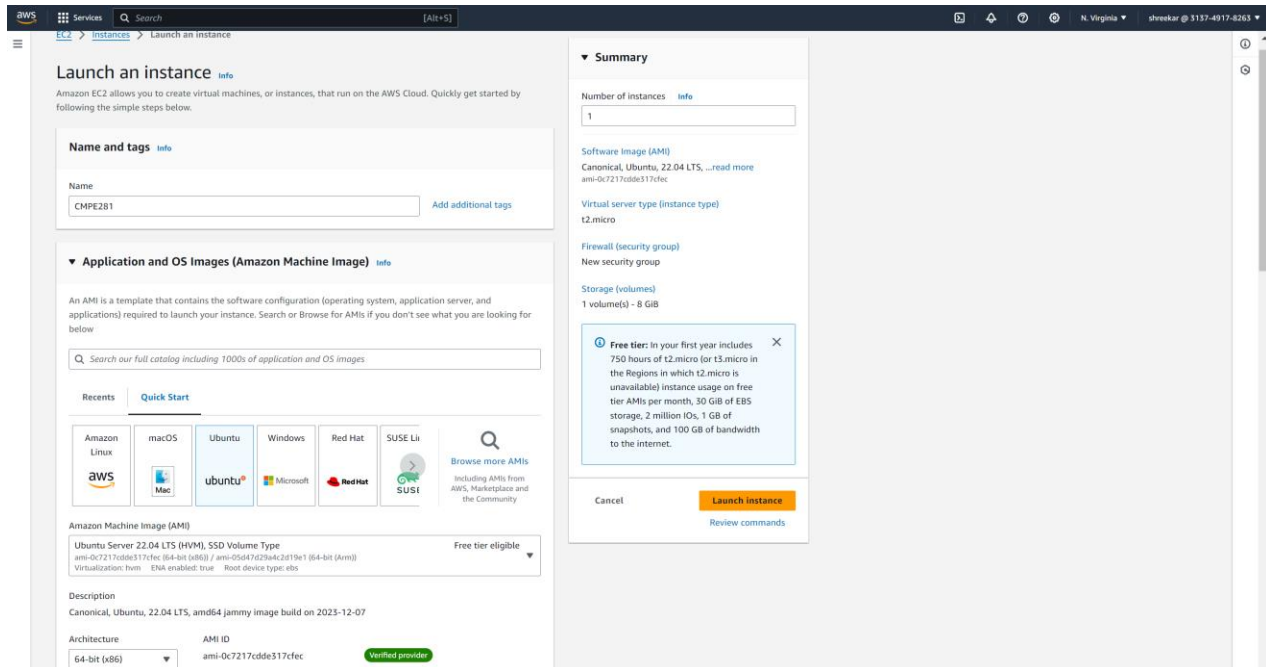 aws
Services
Search
[Alt+S]
N. Virginia
shreekar @ 3137-4917-8263
EC2 > Instances > Launch an instance
Launch an instance Info
Amazon EC2 allows you to create virtual machines, or instances, that run on the AWS Cloud. Quickly get started by
following the simple steps below.
Name and tags Info
Name
CMPE281
Add additional tags
Application and OS Images (Amazon Machine Image) Info
An AMI is a template that contains the software configuration (operating system, application server, and
applications) required to launch your instance. Search or Browse for AMIs if you don't see what you are looking for
below
Search our full catalog including 1000s of application and OS images
Recents
Quick Start
Amazon
Linux
aws
macOS
Mac
Ubuntu
ubuntu
Windows
Microsoft
Red Hat
Red Hat
SUSE Li
SUSE
Browse more AMIs
Including AMIs from
AWS, Marketplace and
the Community
Amazon Machine Image (AMI)
Ubuntu Server 22.04 LTS (HVM), SSD Volume Type
Free tier eligible
ami-0c7217cdde317cfec (64-bit (x86)) / ami-05d47d29a4c2d19e1 (64-bit (Arm))
Virtualization: hvm ENA enabled: true Root device type: ebs
Description
Canonical, Ubuntu, 22.04 LTS, amd64 jammy image build on 2023-12-07
Architecture
64-bit (x86)
AMI ID
ami-0c7217cdde317cfec
Verified provider
Summary
Number of instances Info
1
Software Image (AMI)
Canonical, Ubuntu, 22.04 LTS, ...read more
ami-0c7217cdde317cfec
Virtual server type (instance type)
t2.micro
Firewall (security group)
New security group
Storage (volumes)
1 volume(s) - 8 GiB
Free tier: In your first year includes
750 hours of t2.micro (or t3.micro in
the Regions in which t2.micro is
unavailable) instance usage on free
tier AMIs per month, 30 GiB of EBS
storage, 2 million IOs, 1 GB of
snapshots, and 100 GB of bandwidth
to the internet.
Cancel
Launch instance
Review commands